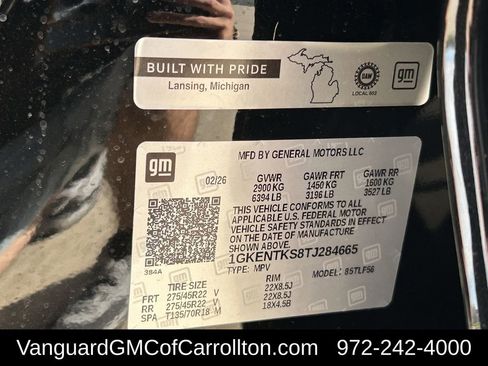 BUILT WITH PRIDE
Lansing, Michigan
UAW
LOCAL 602
gm
gm
MFD BY GENERAL MOTORS LLC
02/26
GVWR GAWR FRT GAWR RR
2900 KG 1450 KG 1600 KG
6394 LB 3196 LB 3527 LB
THIS VEHICLE CONFORMS TO ALL
APPLICABLE U.S. FEDERAL MOTOR
VEHICLE SAFETY STANDARDS IN EFFECT
ON THE DATE OF MANUFACTURE
SHOWN ABOVE.
1GKENTKS8TJ284665
TYPE: MPV MODEL:
3B4A
TIRE SIZE RIM
FRT 275/45R22 V 22X8.5J
RR 275/45R22 V 22X8.5J
SPA T135/70R18 M 18X4.5B
VanguardGMCofCarrollton.com 972-242-4000